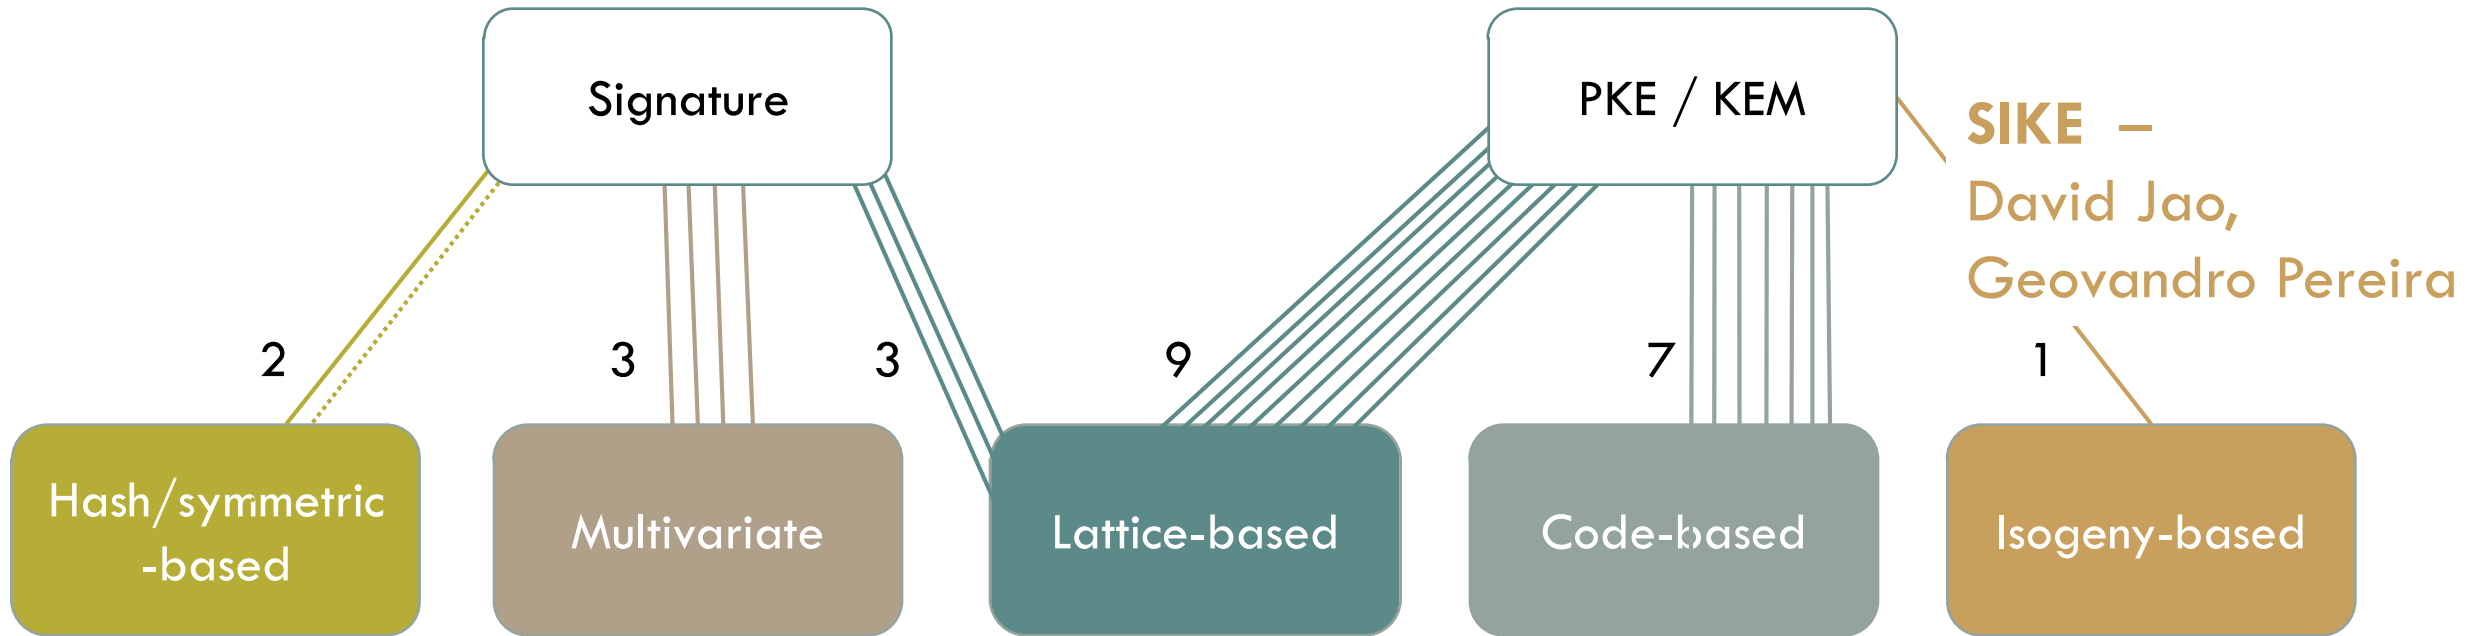 Signature
PKE / KEM
SIKE –
David Jao,
Geovandro Pereira
2
3
3
9
7
1
Hash/symmetric
-based
Multivariate
Lattice-based
Code-based
Isogeny-based